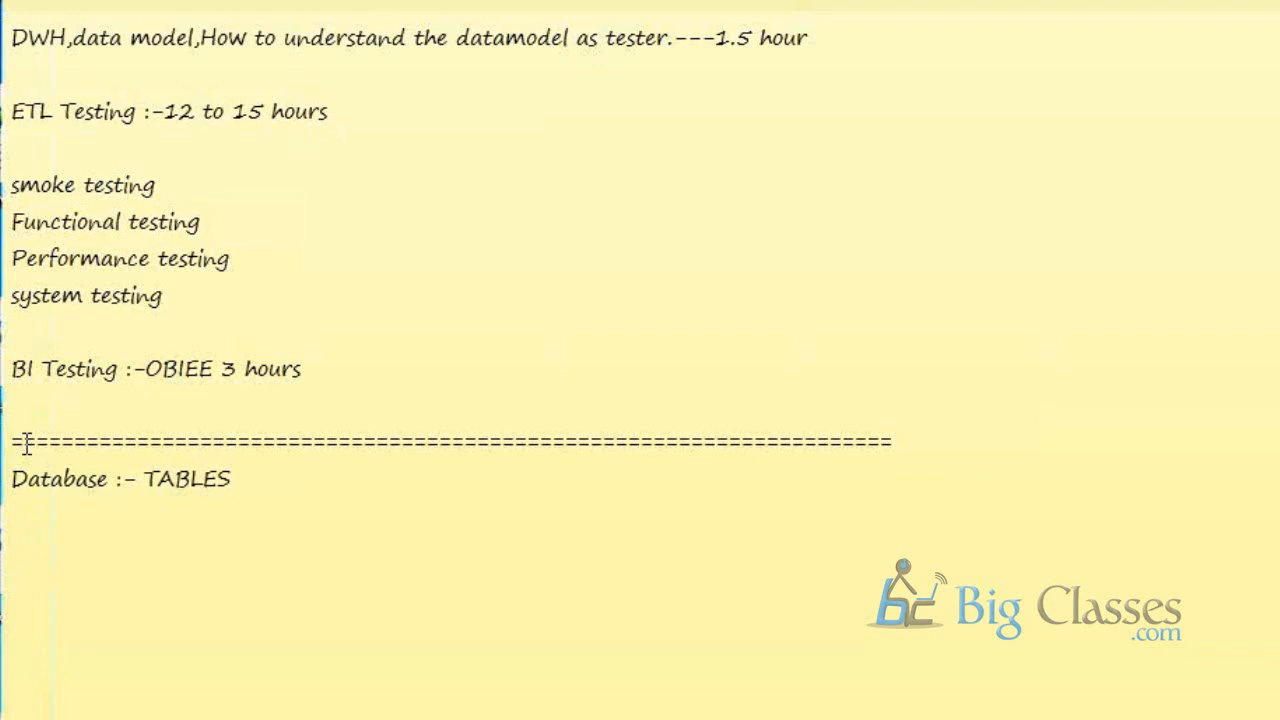 DWH,data model,How to understand the datamodel as tester.---1.5 hour
ETL Testing :-12 to 15 hours
smoke testing
Functional testing
Performance testing
system testing
BI Testing :-OBIEE 3 hours
======================================================================
Database :- TABLES
bc Big Classes
.com